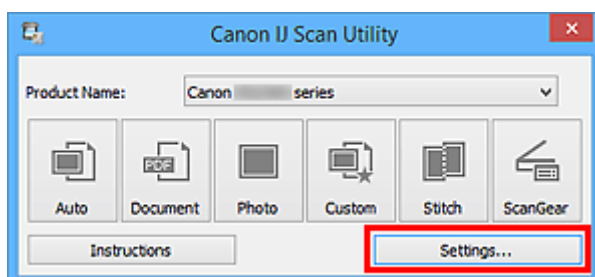 Canon IJ Scan Utility
Product Name: Canon series
PDF
Auto Document Photo Custom Stitch ScanGear
Instructions Settings...